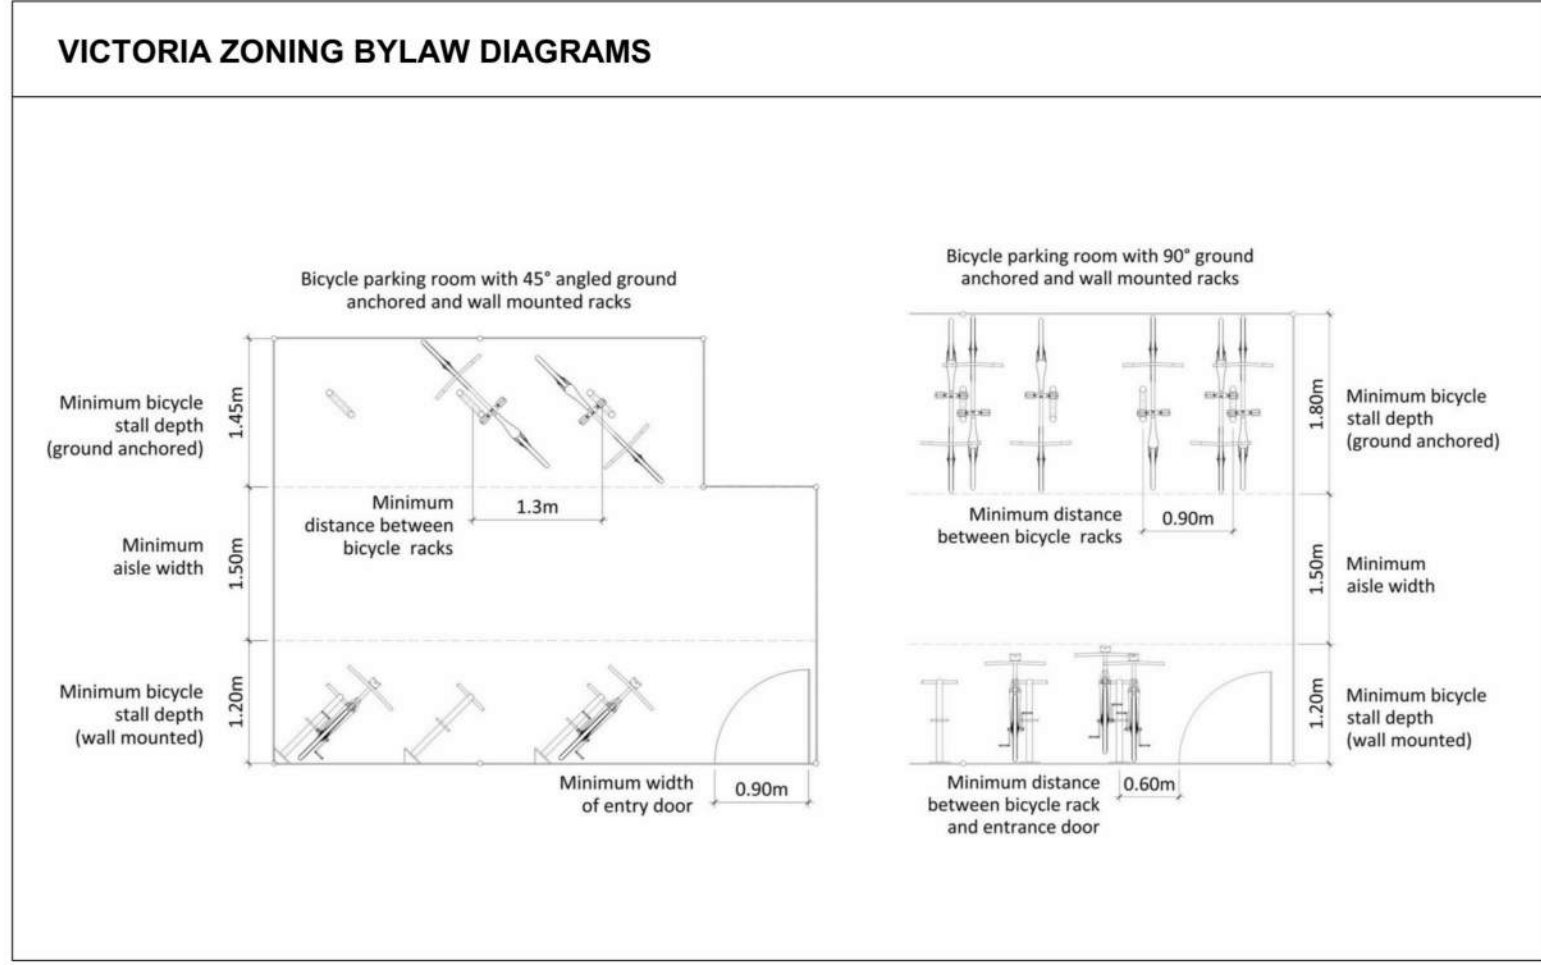 VICTORIA ZONING BYLAW DIAGRAMS
Bicycle parking room with 45° angled ground
anchored and wall mounted racks
Minimum bicycle
stall depth
(ground anchored)
1.45m
Minimum
distance between
bicycle racks
1.3m
Minimum
aisle width
1.50m
Minimum bicycle
stall depth
(wall mounted)
1.20m
Minimum width
of entry door
0.90m
Bicycle parking room with 90° ground
anchored and wall mounted racks
1.80m
Minimum bicycle
stall depth
(ground anchored)
Minimum distance
between bicycle racks
0.90m
1.50m
Minimum
aisle width
1.20m
Minimum bicycle
stall depth
(wall mounted)
Minimum distance
between bicycle rack
and entrance door
0.60m